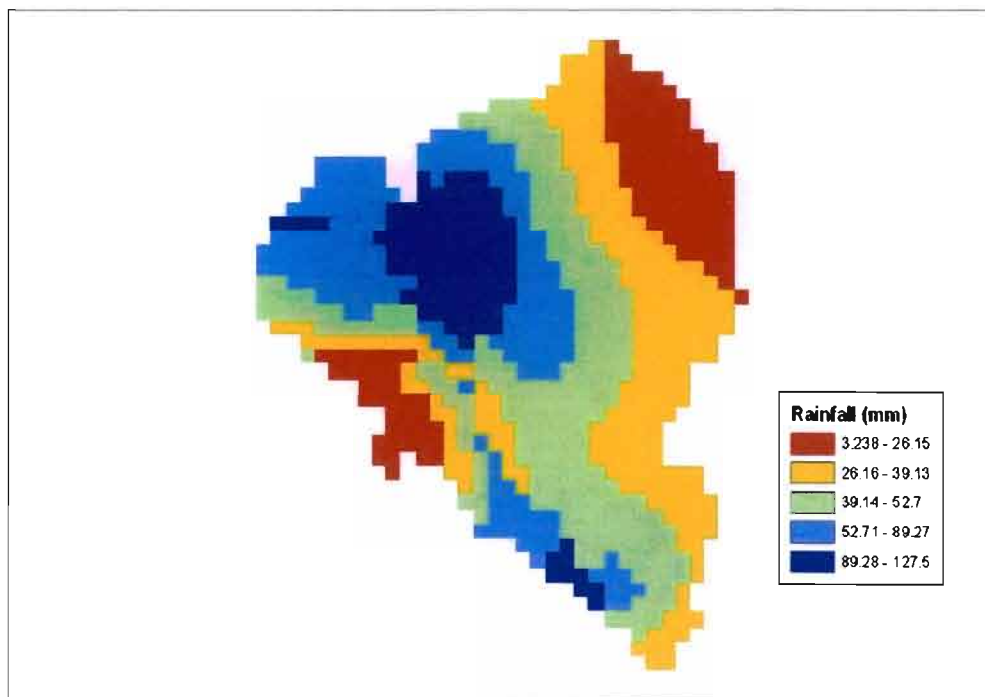 Rainfall (mm)
3.238 - 26.15
26.16 - 39.13
39.14 - 52.7
52.71 - 89.27
89.28 - 127.5